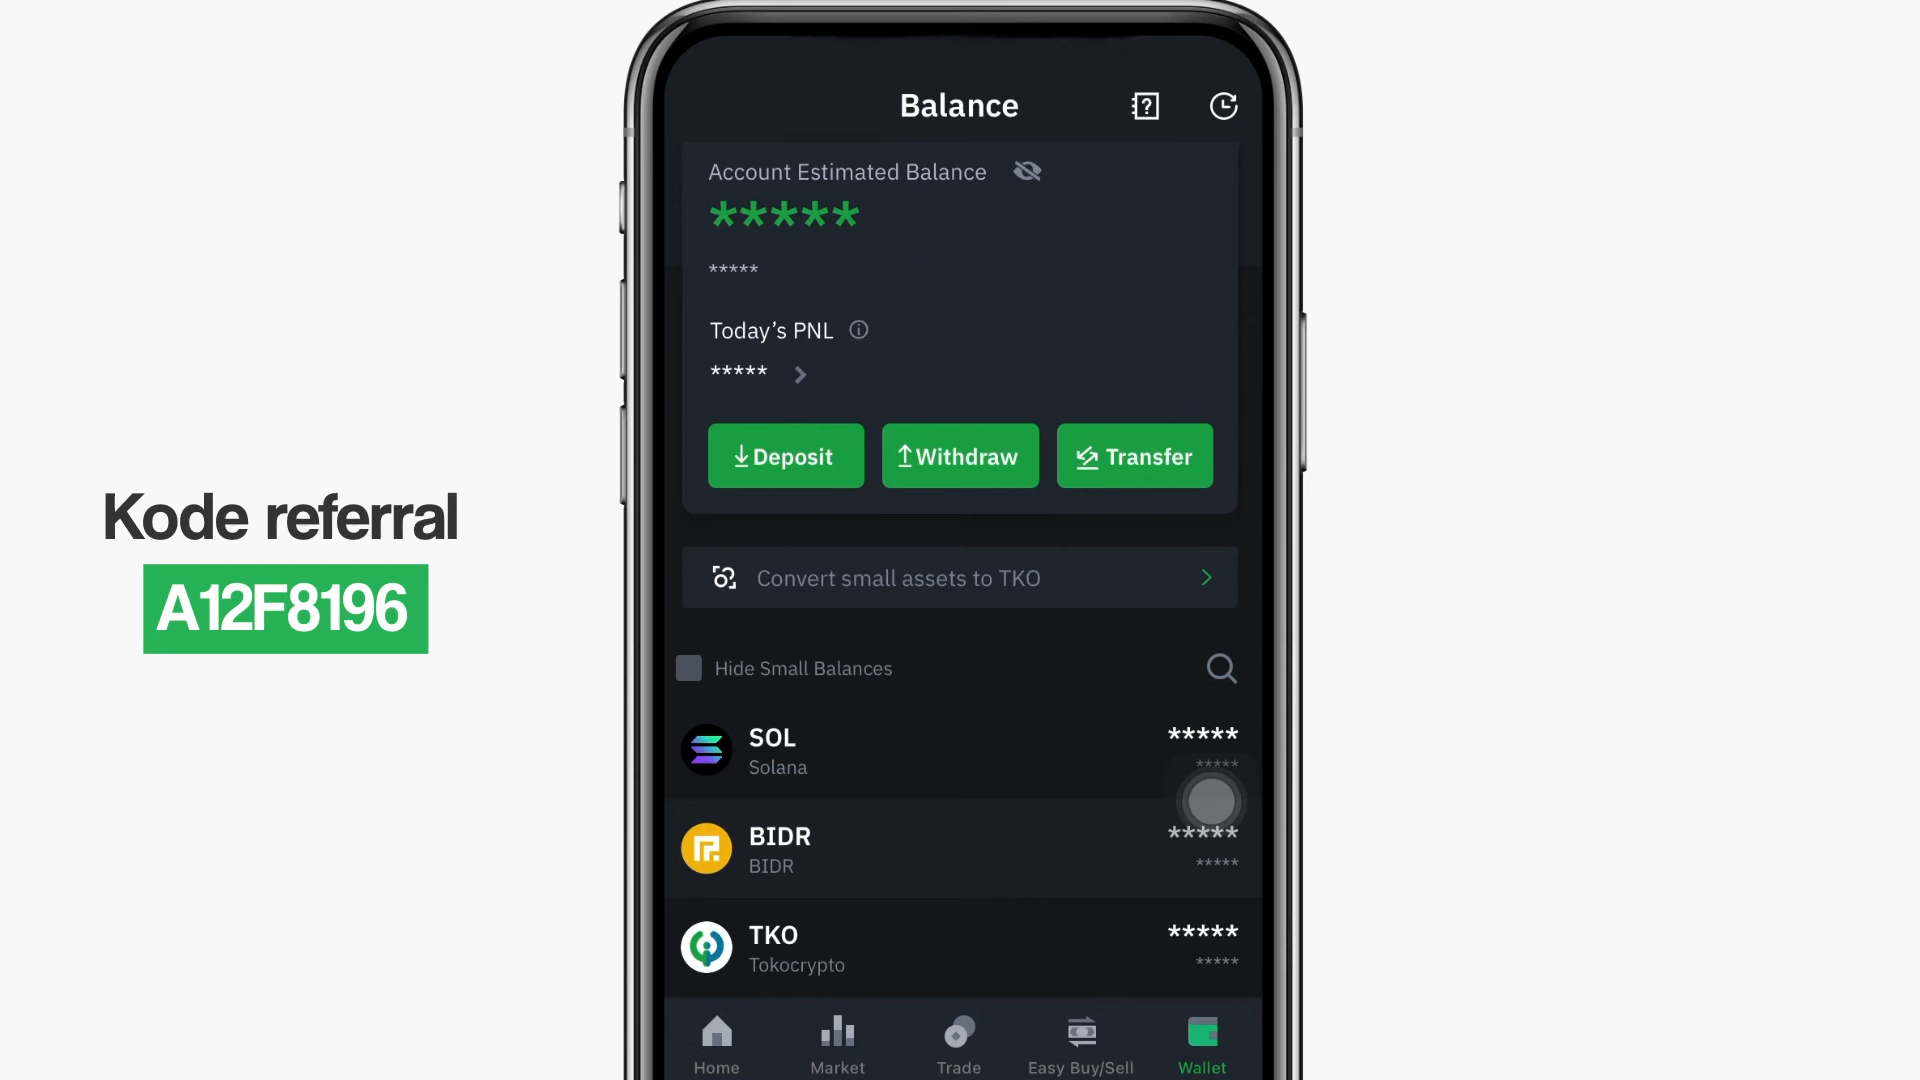 Balance
Account Estimated Balance
*****
*****
Today's PNL
*****
Deposit
Withdraw
Transfer
Convert small assets to TKO
Hide Small Balances
SOL
*****
Solana
*****
BIDR
*****
BIDR
*****
TKO
*****
Tokocrypto
*****
Home
Market
Trade
Easy Buy/Sell
Wallet
Kode referral
A12F8196